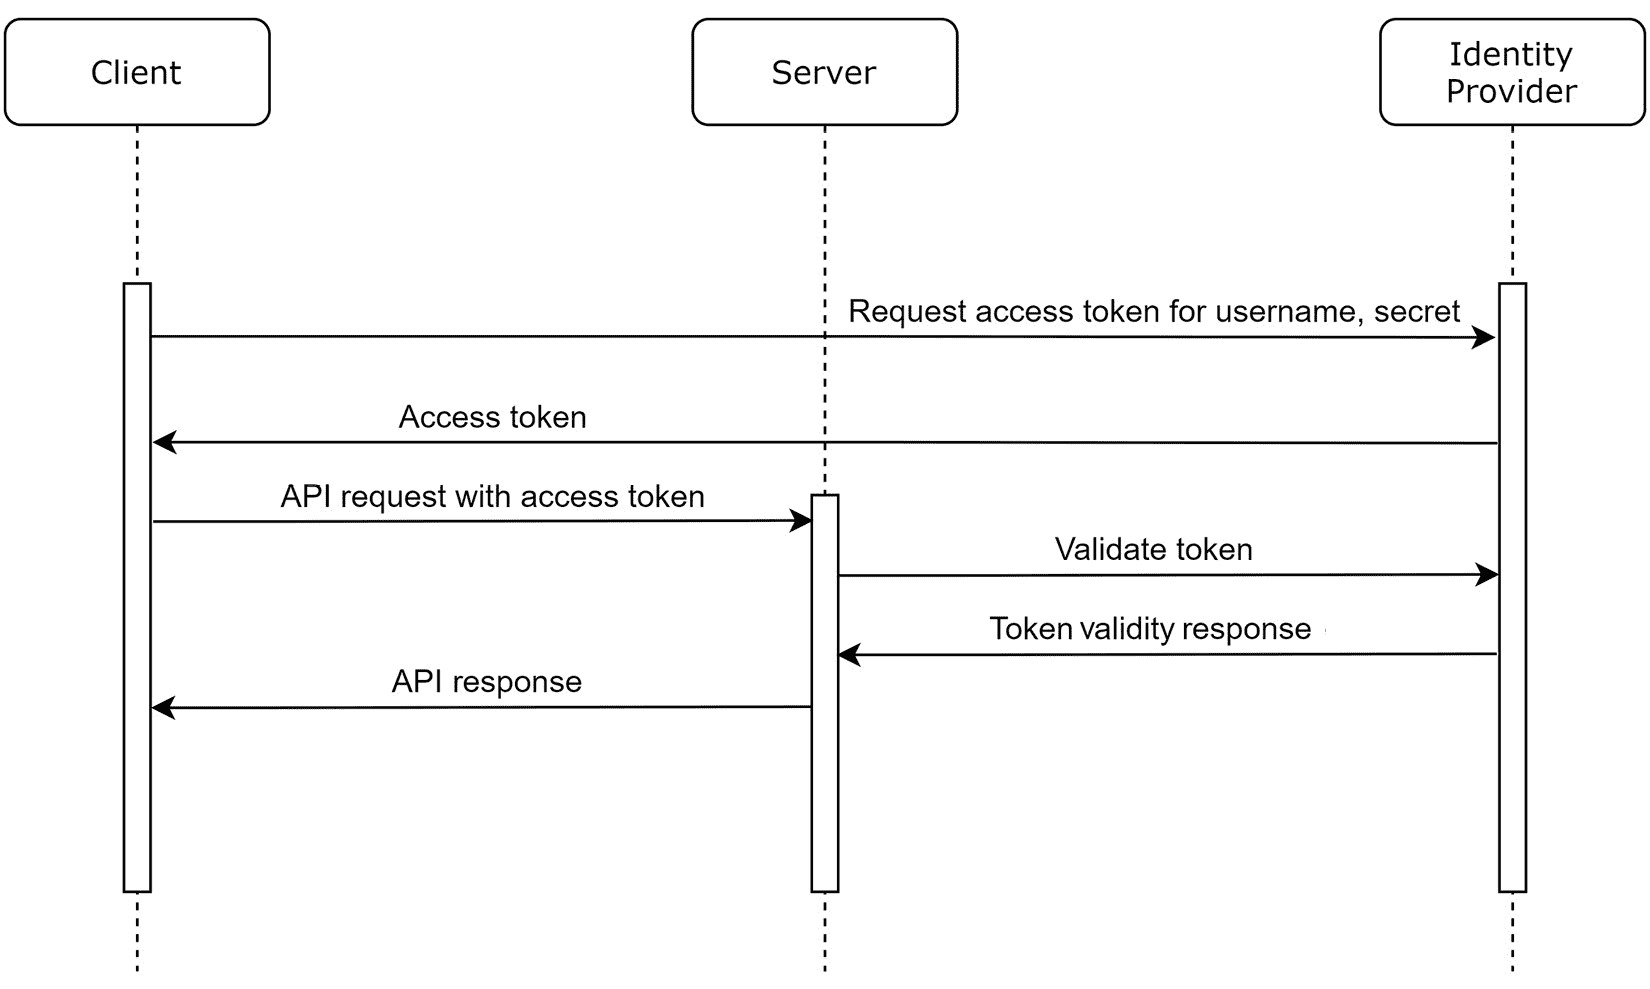 Client
Server
Identity
Provider
Request access token for username, secret
Access token
API request with access token
Validate token
Token validity response
API response